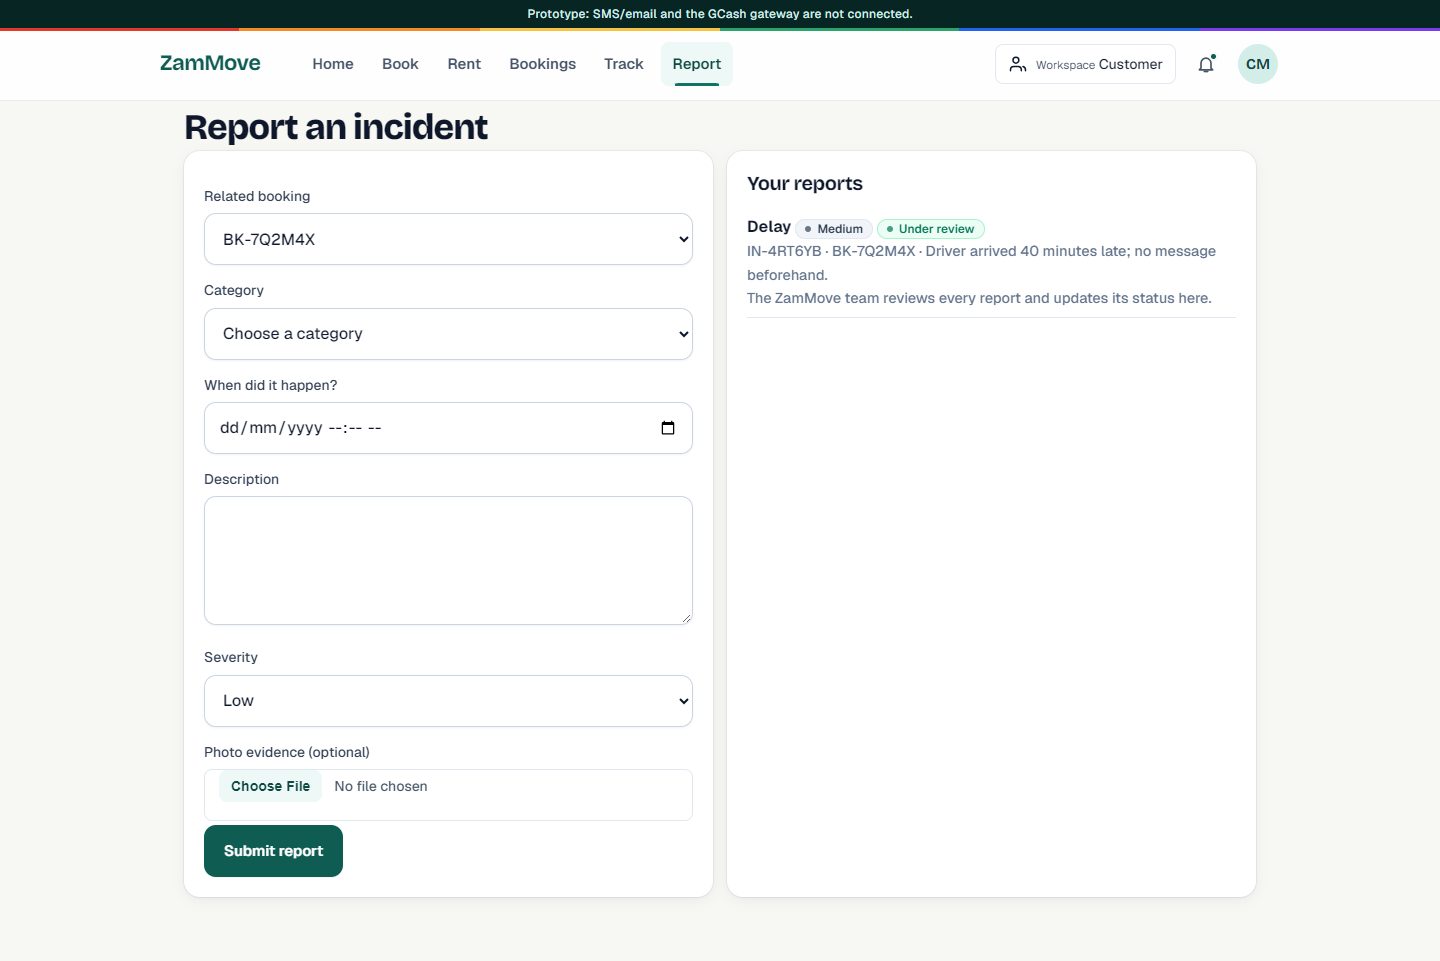 Prototype: SMS/email and the GCash gateway are not connected.
ZamMove
Home
Book
Rent
Bookings
Track
Report
Workspace Customer
CM
Report an incident
Related booking
BK-7Q2M4X
Category
Choose a category
When did it happen?
dd/mm/yyyy --:-- --
Description
Severity
Low
Photo evidence (optional)
Choose File No file chosen
Submit report
Your reports
Delay Medium Under review
IN-4RT6YB · BK-7Q2M4X · Driver arrived 40 minutes late; no message
beforehand.
The ZamMove team reviews every report and updates its status here.